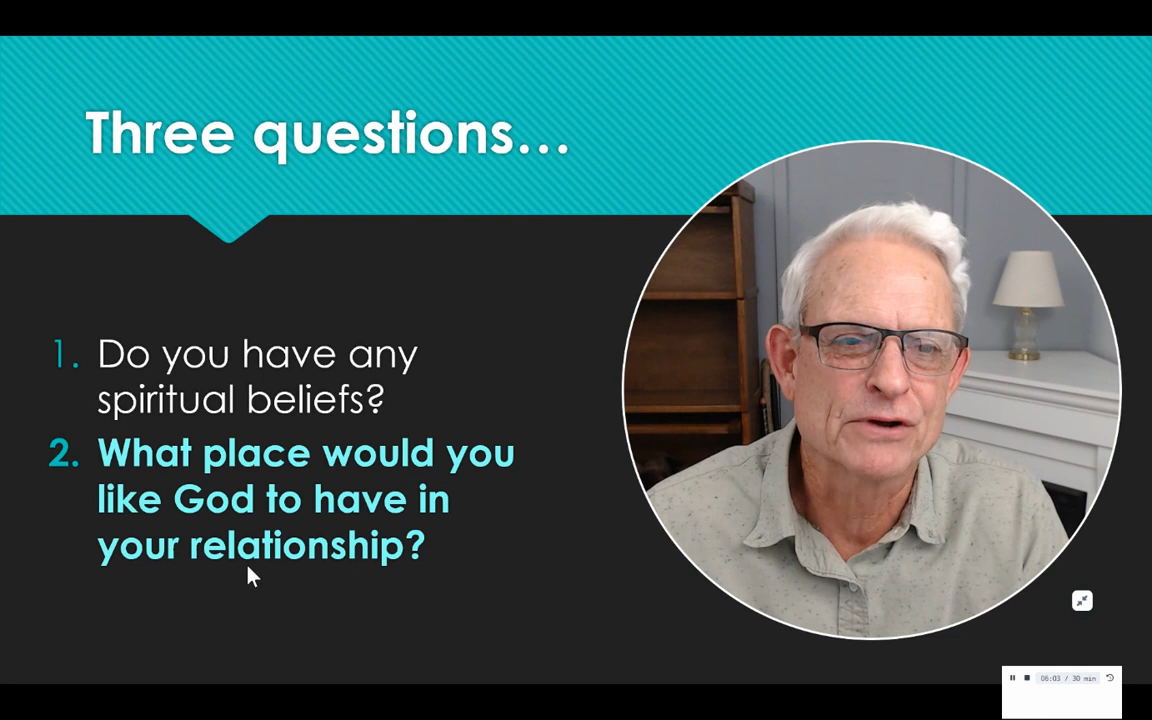 Three questions…
1. Do you have any
spiritual beliefs?
2. What place would you
like God to have in
your relationship?
06:03 / 30 min